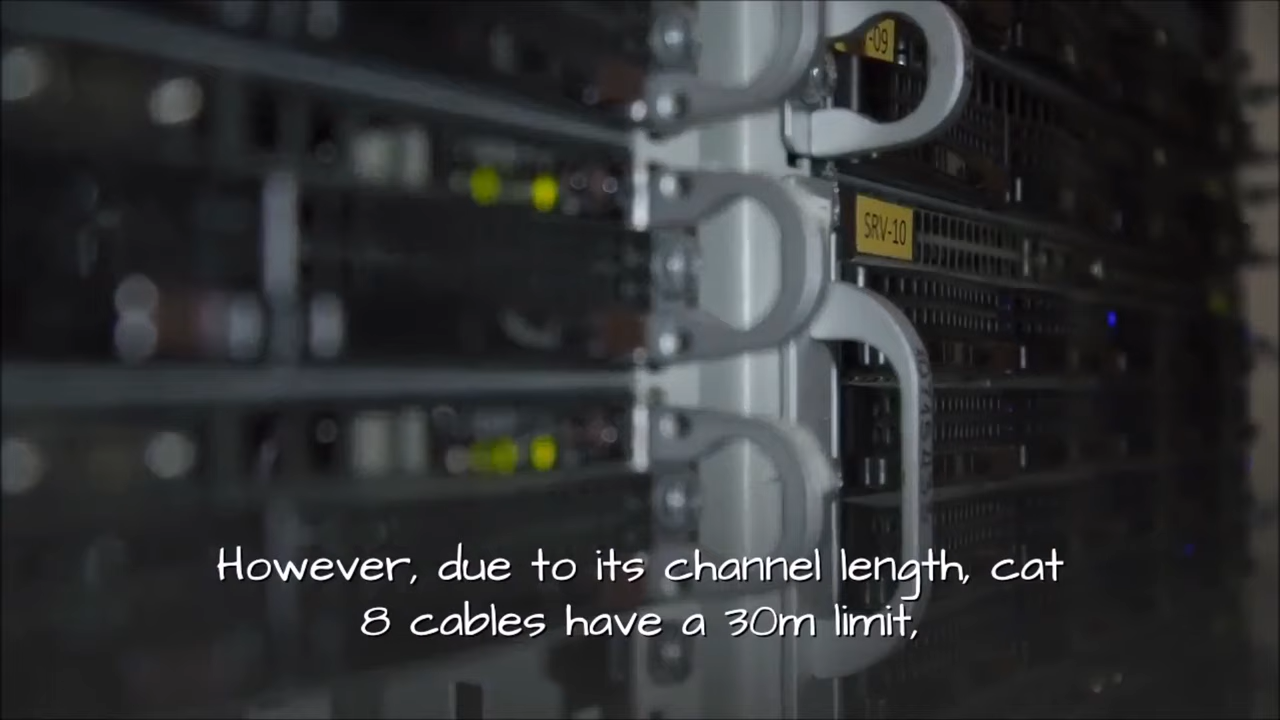 -09
SRV-10
However, due to its channel length, cat
8 cables have a 30m limit,